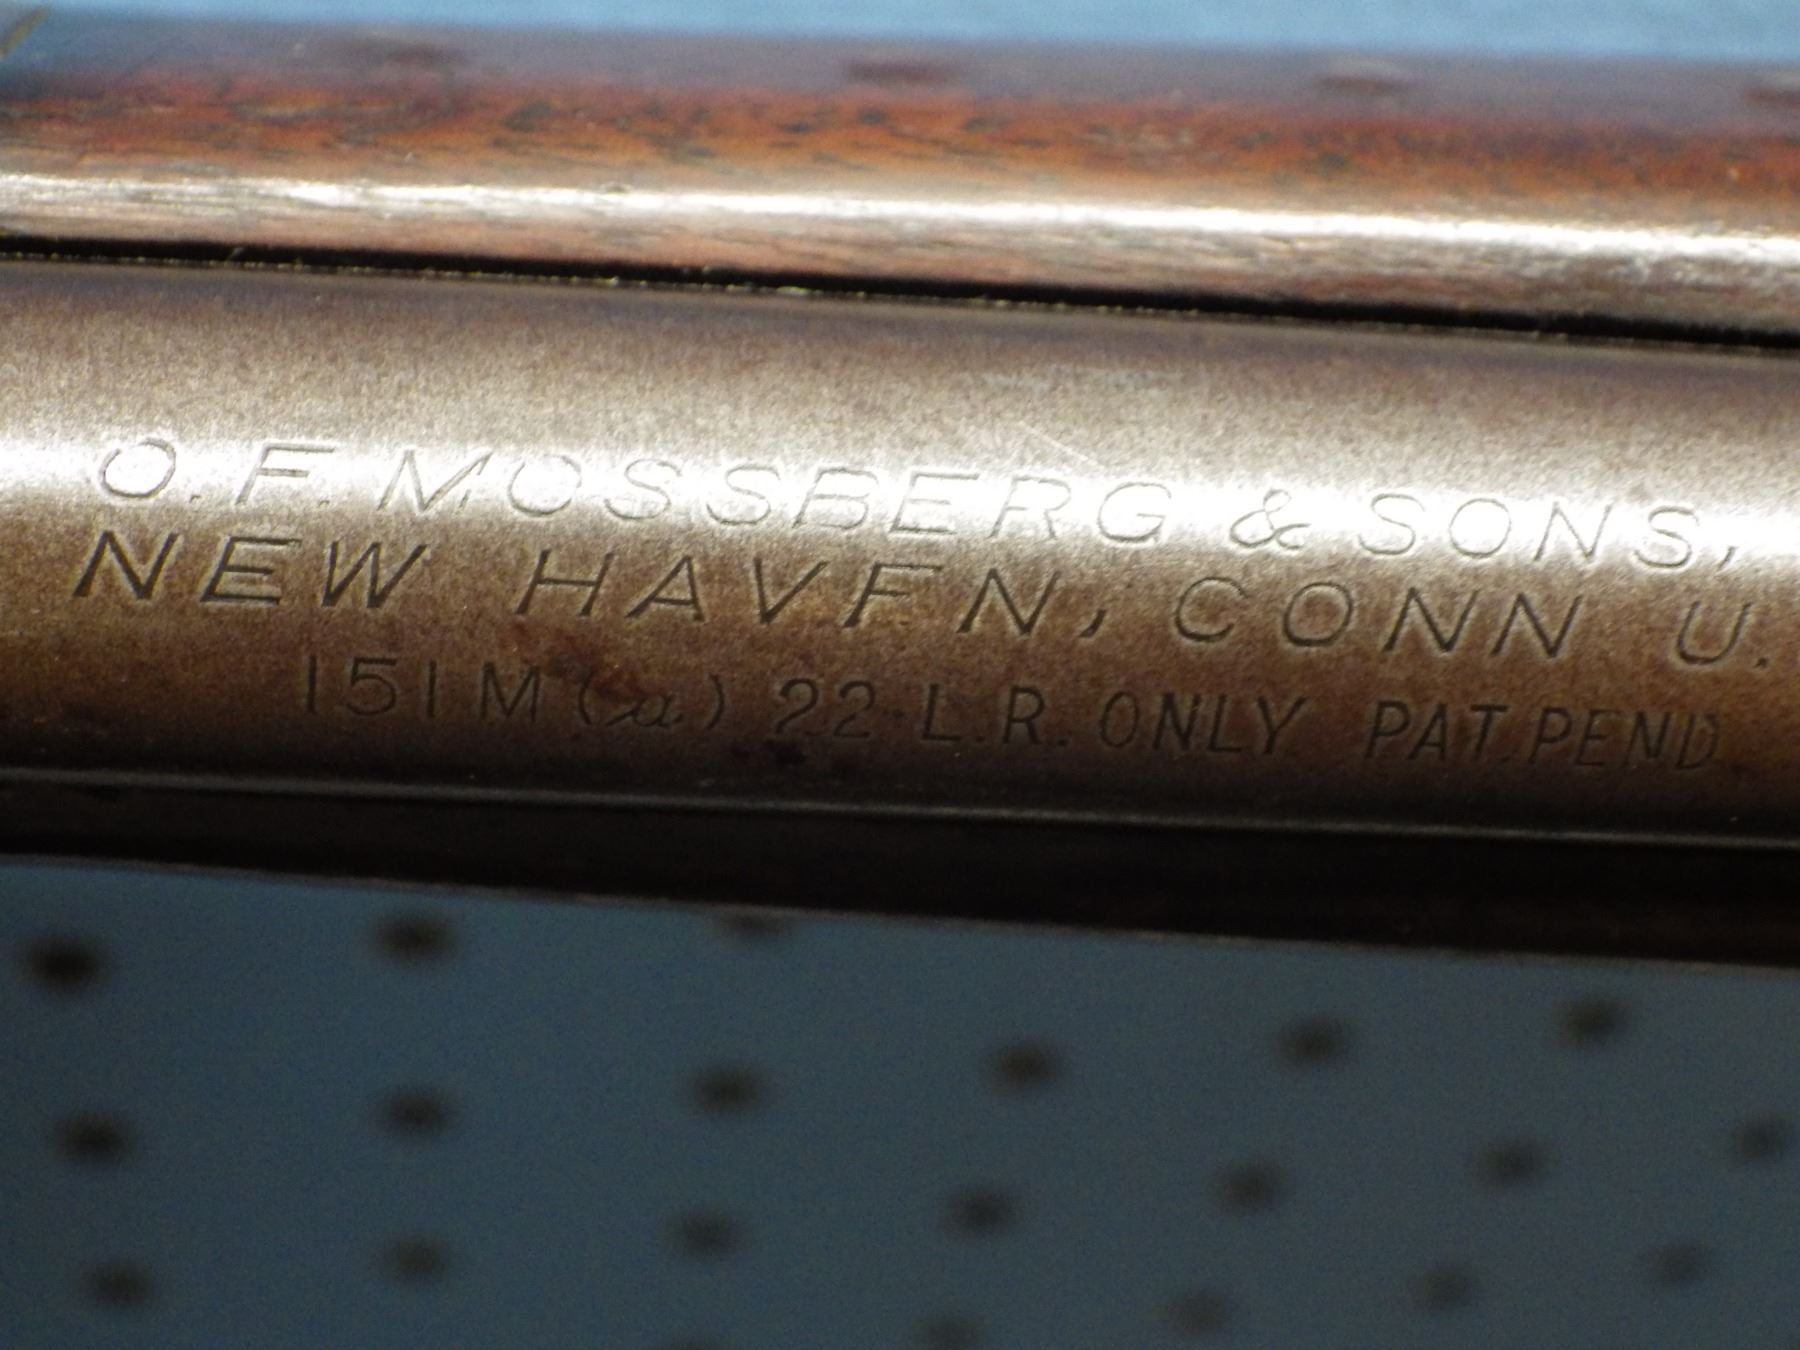 O.F. MOSSBERG & SONS,
NEW HAVEN, CONN U.
151M(a) 22 L.R. ONLY PAT. PEND